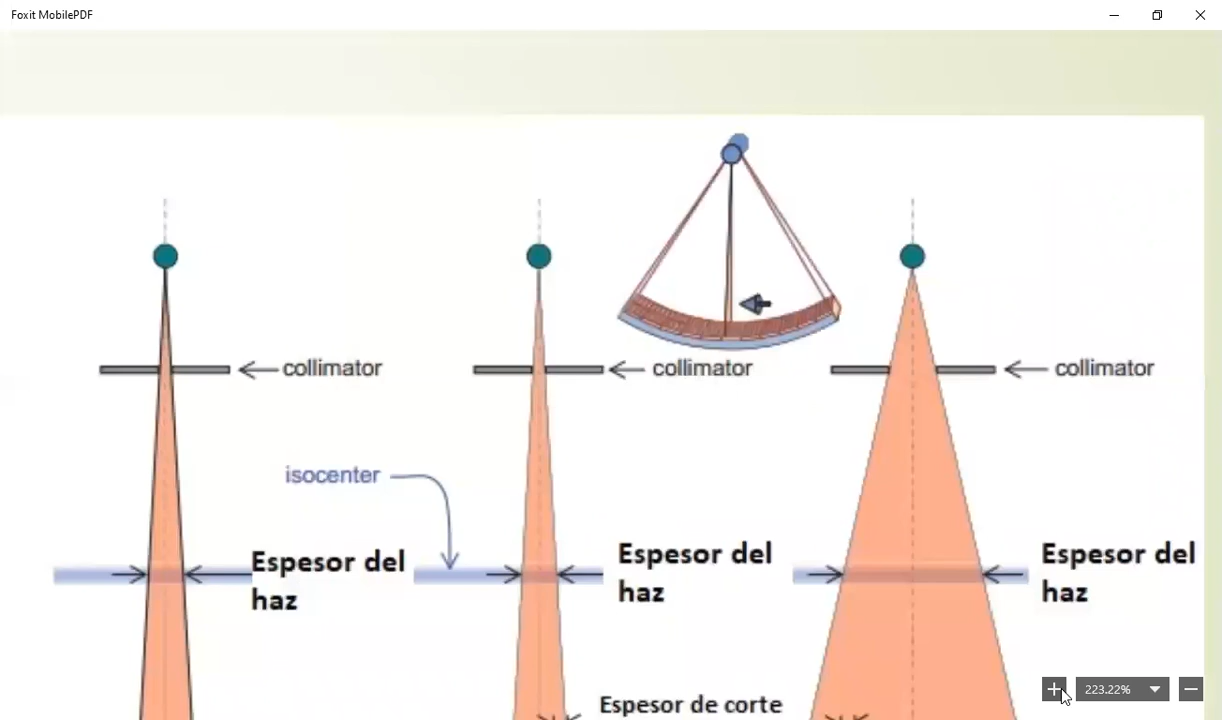 Foxit MobilePDF
collimator
collimator
collimator
isocenter
Espesor del
haz
Espesor del
haz
Espesor del
haz
Espesor de corte
223.22%